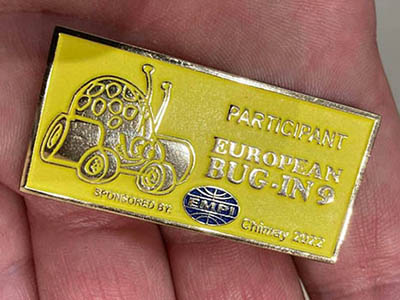 PARTICIPANT
EUROPEAN
BUG-IN 9
SPONSORED BY: EMPI Chimay 2022